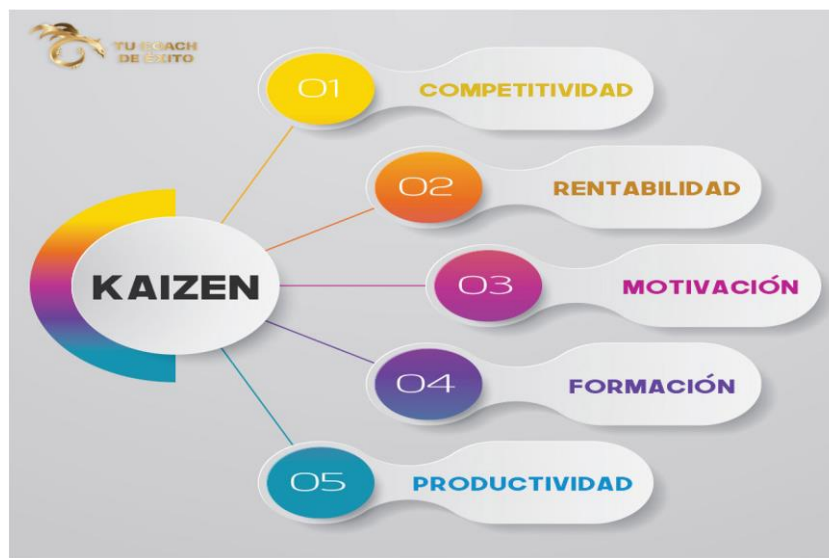 TU COACH
DE ÉXITO
01
COMPETITIVIDAD
02
RENTABILIDAD
KAIZEN
03
MOTIVACIÓN
04
FORMACIÓN
05
PRODUCTIVIDAD